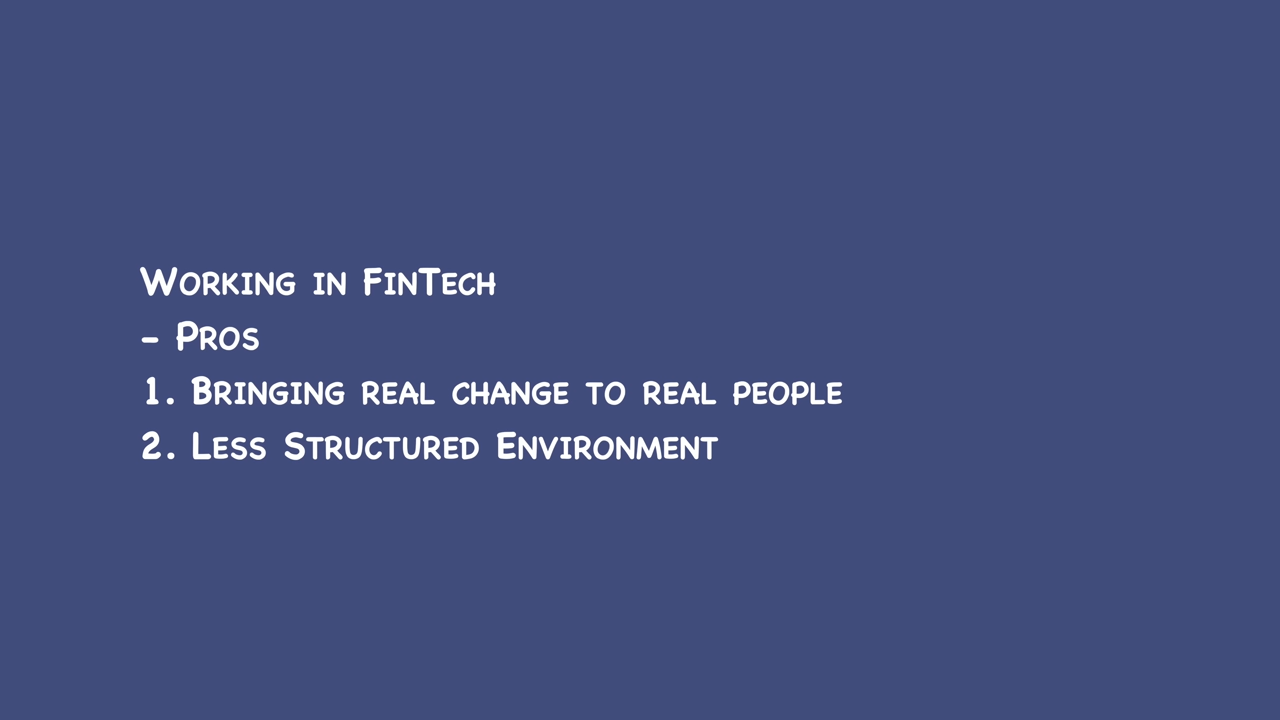 Working in FinTech
- Pros
1. Bringing real change to real people
2. Less Structured Environment